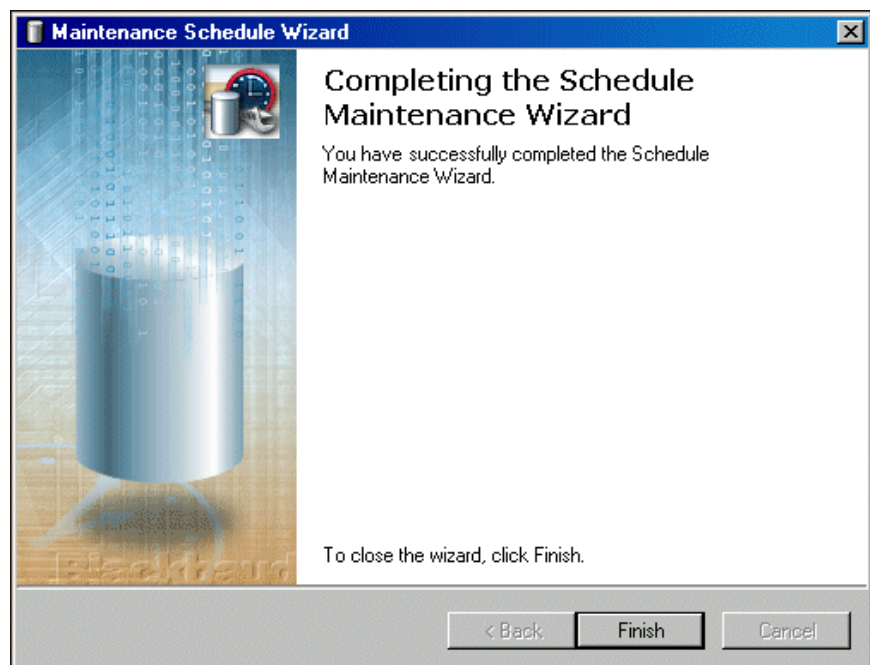 Maintenance Schedule Wizard
Completing the Schedule
Maintenance Wizard
You have successfully completed the Schedule
Maintenance Wizard.
To close the wizard, click Finish.
Blackbaud
< Back
Finish
Cancel